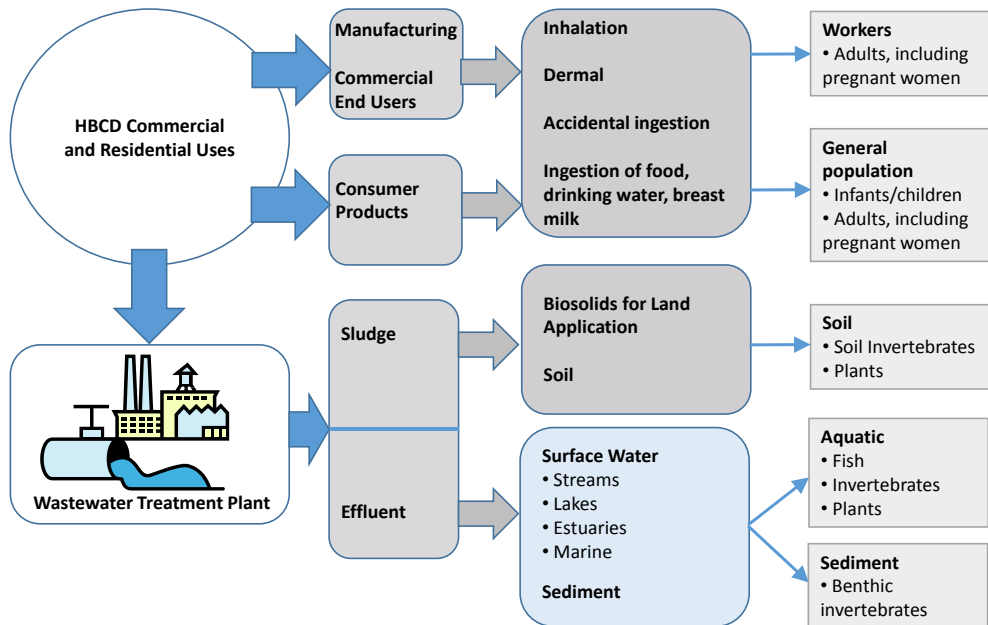 HBCD Commercial
and Residential Uses
Manufacturing
Commercial
End Users
Consumer
Products
Inhalation
Dermal
Accidental ingestion
Ingestion of food,
drinking water, breast
milk
Workers
• Adults, including
pregnant women
General
population
• Infants/children
• Adults, including
pregnant women
Wastewater Treatment Plant
Sludge
Effluent
Biosolids for Land
Application
Soil
Surface Water
• Streams
• Lakes
• Estuaries
• Marine
Sediment
Soil
• Soil Invertebrates
• Plants
Aquatic
• Fish
• Invertebrates
• Plants
Sediment
• Benthic
invertebrates